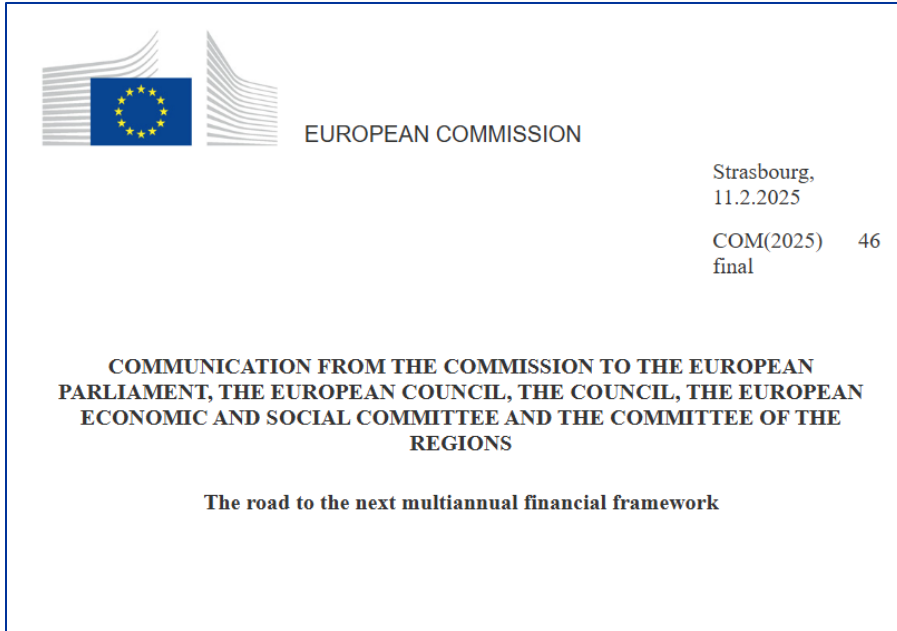 EUROPEAN COMMISSION
Strasbourg,
11.2.2025
COM(2025) 46
final
COMMUNICATION FROM THE COMMISSION TO THE EUROPEAN
PARLIAMENT, THE EUROPEAN COUNCIL, THE COUNCIL, THE EUROPEAN
ECONOMIC AND SOCIAL COMMITTEE AND THE COMMITTEE OF THE
REGIONS
The road to the next multiannual financial framework